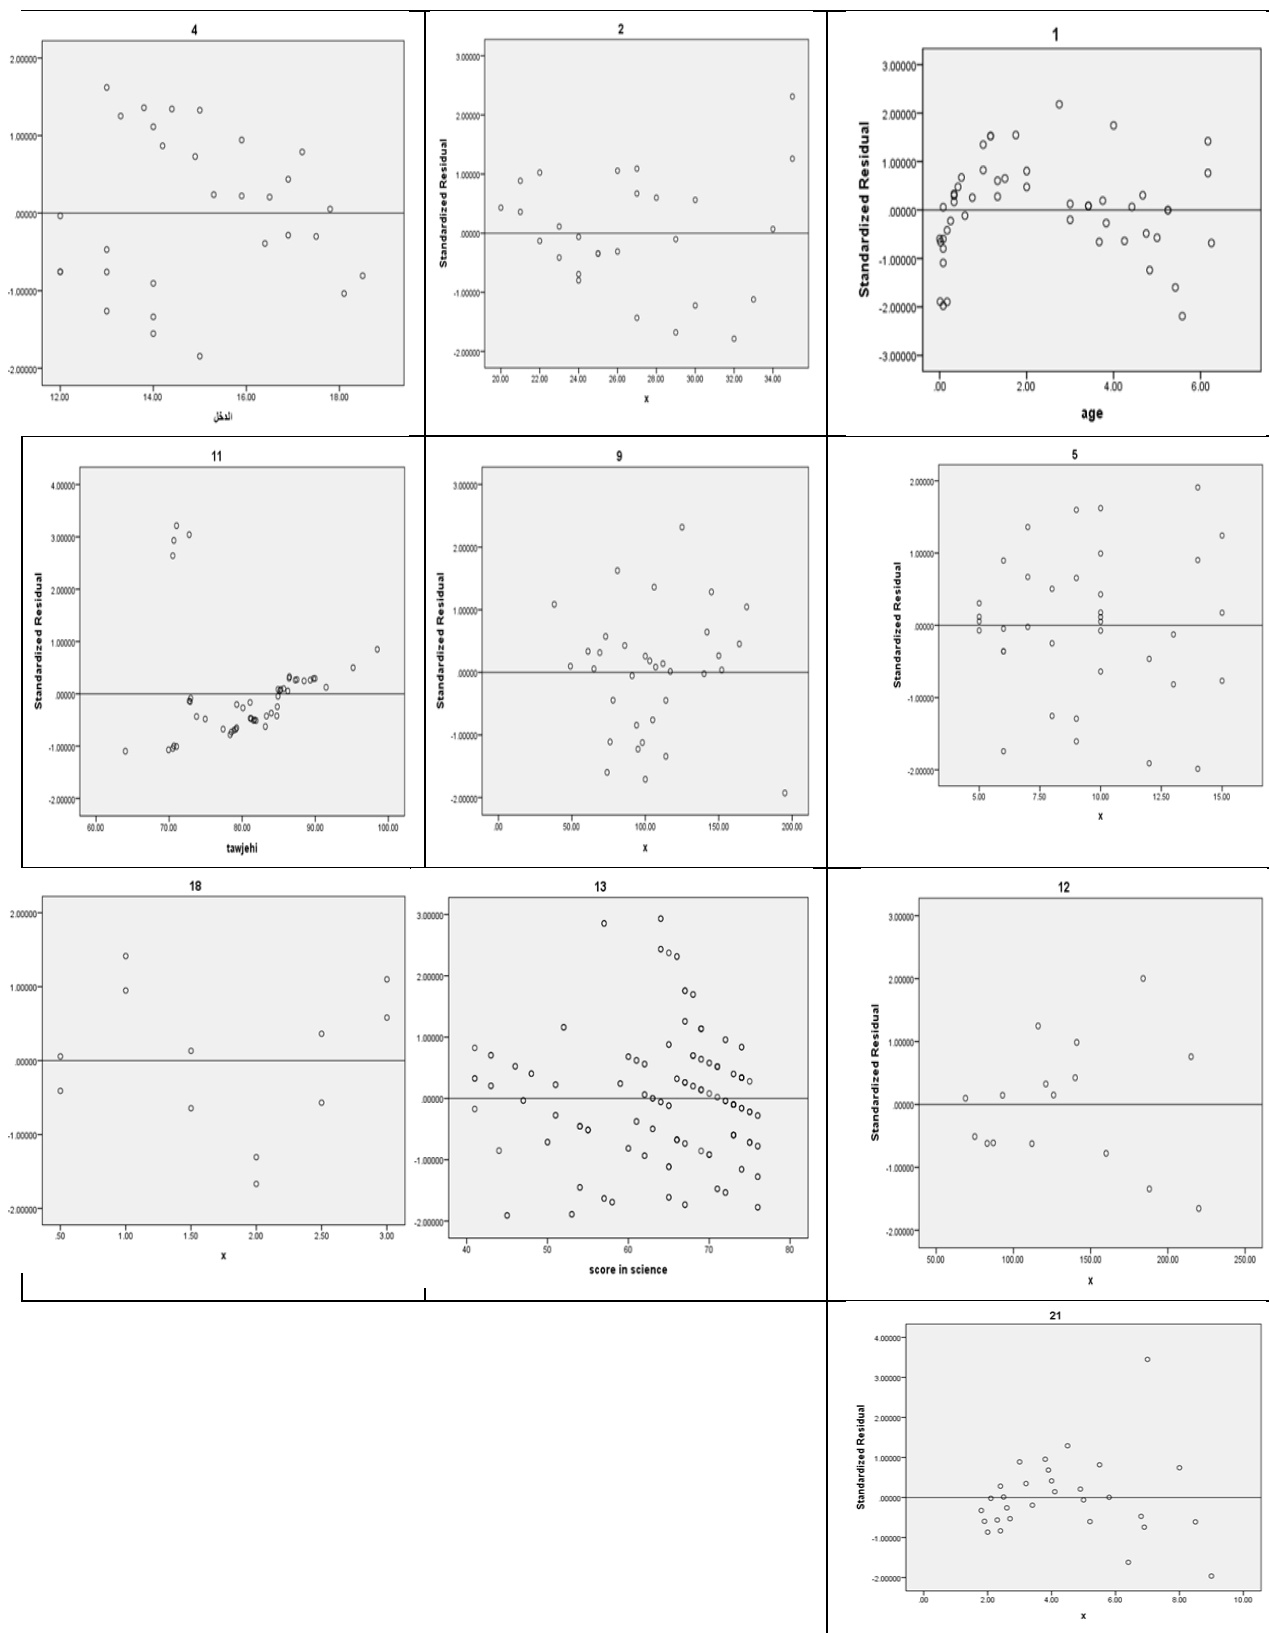 4
2.00000
1.00000
.00000
-1.00000
-2.00000
12.00 14.00 16.00 18.00
الدخل
2
Standardized Residual
3.00000
2.00000
1.00000
.00000
-1.00000
-2.00000
20.00 22.00 24.00 26.00 28.00 30.00 32.00 34.00
x
1
Standardized Residual
3.00000
2.00000
1.00000
.00000
-1.00000
-2.00000
-3.00000
.00 2.00 4.00 6.00
age
11
Standardized Residual
4.00000
3.00000
2.00000
1.00000
.00000
-1.00000
-2.00000
60.00 70.00 80.00 90.00 100.00
tawjehi
9
Standardized Residual
3.00000
2.00000
1.00000
.00000
-1.00000
-2.00000
.00 50.00 100.00 150.00 200.00
x
5
Standardized Residual
2.00000
1.00000
.00000
-1.00000
-2.00000
5.00 7.50 10.00 12.50 15.00
x
18
2.00000
1.00000
.00000
-1.00000
-2.00000
.50 1.00 1.50 2.00 2.50 3.00
x
13
3.00000
2.00000
1.00000
.00000
-1.00000
-2.00000
40 50 60 70 80
score in science
12
Standardized Residual
3.00000
2.00000
1.00000
.00000
-1.00000
-2.00000
50.00 100.00 150.00 200.00 250.00
x
21
Standardized Residual
4.00000
3.00000
2.00000
1.00000
.00000
-1.00000
-2.00000
.00 2.00 4.00 6.00 8.00 10.00
x